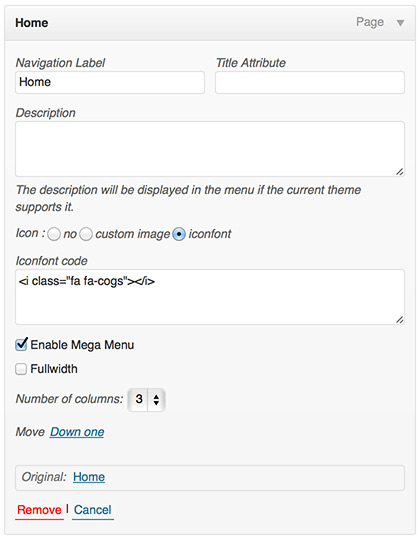 Home Page
Navigation Label Title Attribute
Home
Description
The description will be displayed in the menu if the current theme
supports it.
Icon : no custom image iconfont
Iconfont code
<i class="fa fa-cogs"></i>
Enable Mega Menu
Fullwidth
Number of columns: 3
Move Down one
Original: Home
Remove | Cancel